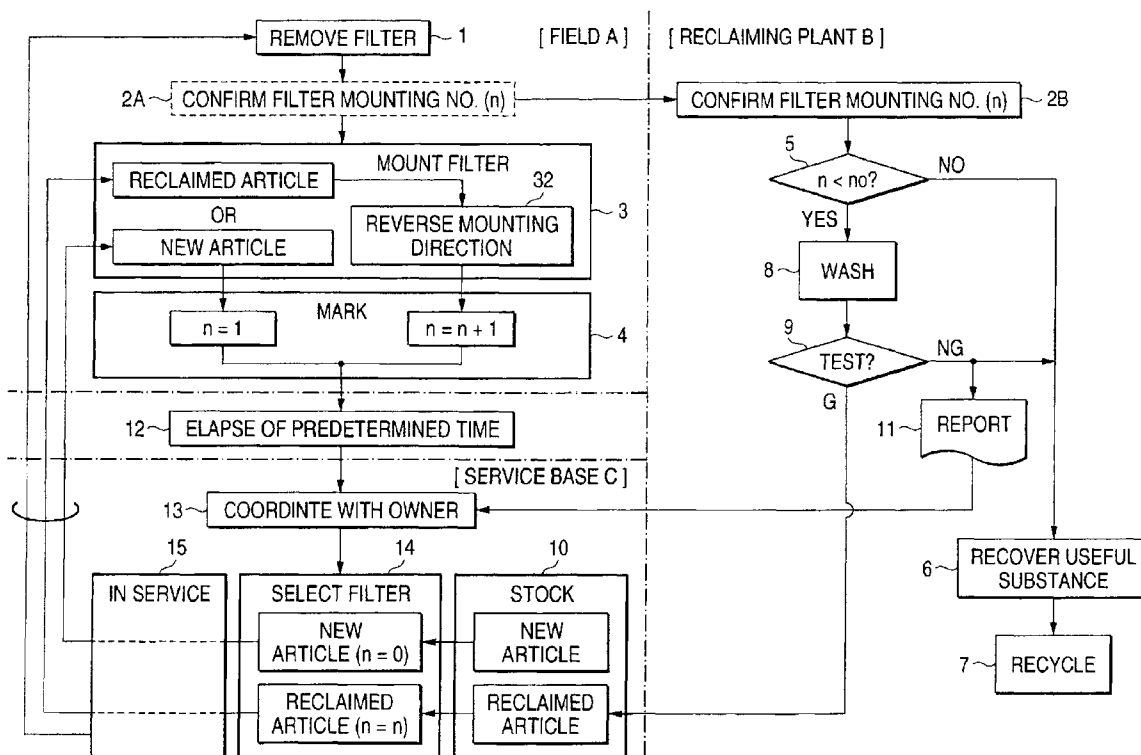 REMOVE FILTER
1
[ FIELD A ]
[ RECLAIMING PLANT B ]
2A
CONFIRM FILTER MOUNTING NO. (n)
CONFIRM FILTER MOUNTING NO. (n)
2B
MOUNT FILTER
RECLAIMED ARTICLE
OR
NEW ARTICLE
32
REVERSE MOUNTING
DIRECTION
3
MARK
n = 1
n = n + 1
4
5
n < no?
NO
YES
8
WASH
9
TEST?
NG
G
11
REPORT
12
ELAPSE OF PREDETERMINED TIME
[ SERVICE BASE C ]
13
COORDINTE WITH OWNER
15
IN SERVICE
14
SELECT FILTER
NEW
ARTICLE (n = 0)
RECLAIMED
ARTICLE (n = n)
10
STOCK
NEW
ARTICLE
RECLAIMED
ARTICLE
6
RECOVER USEFUL
SUBSTANCE
7
RECYCLE